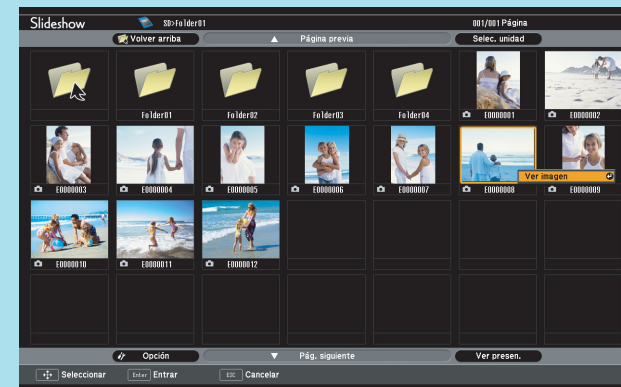 Slideshow SD>Folder01 001/001 Página
Volver arriba Página previa Selec. unidad
Folder01 Folder02 Folder03 Folder04 E0000001 E0000002
E0000003 E0000004 E0000005 E0000006 E0000007 E0000008 E0000009
Ver imagen
E0000010 E0000011 E0000012
Opción Pág. siguiente Ver presen.
Seleccionar Enter Entrar ESC Cancelar